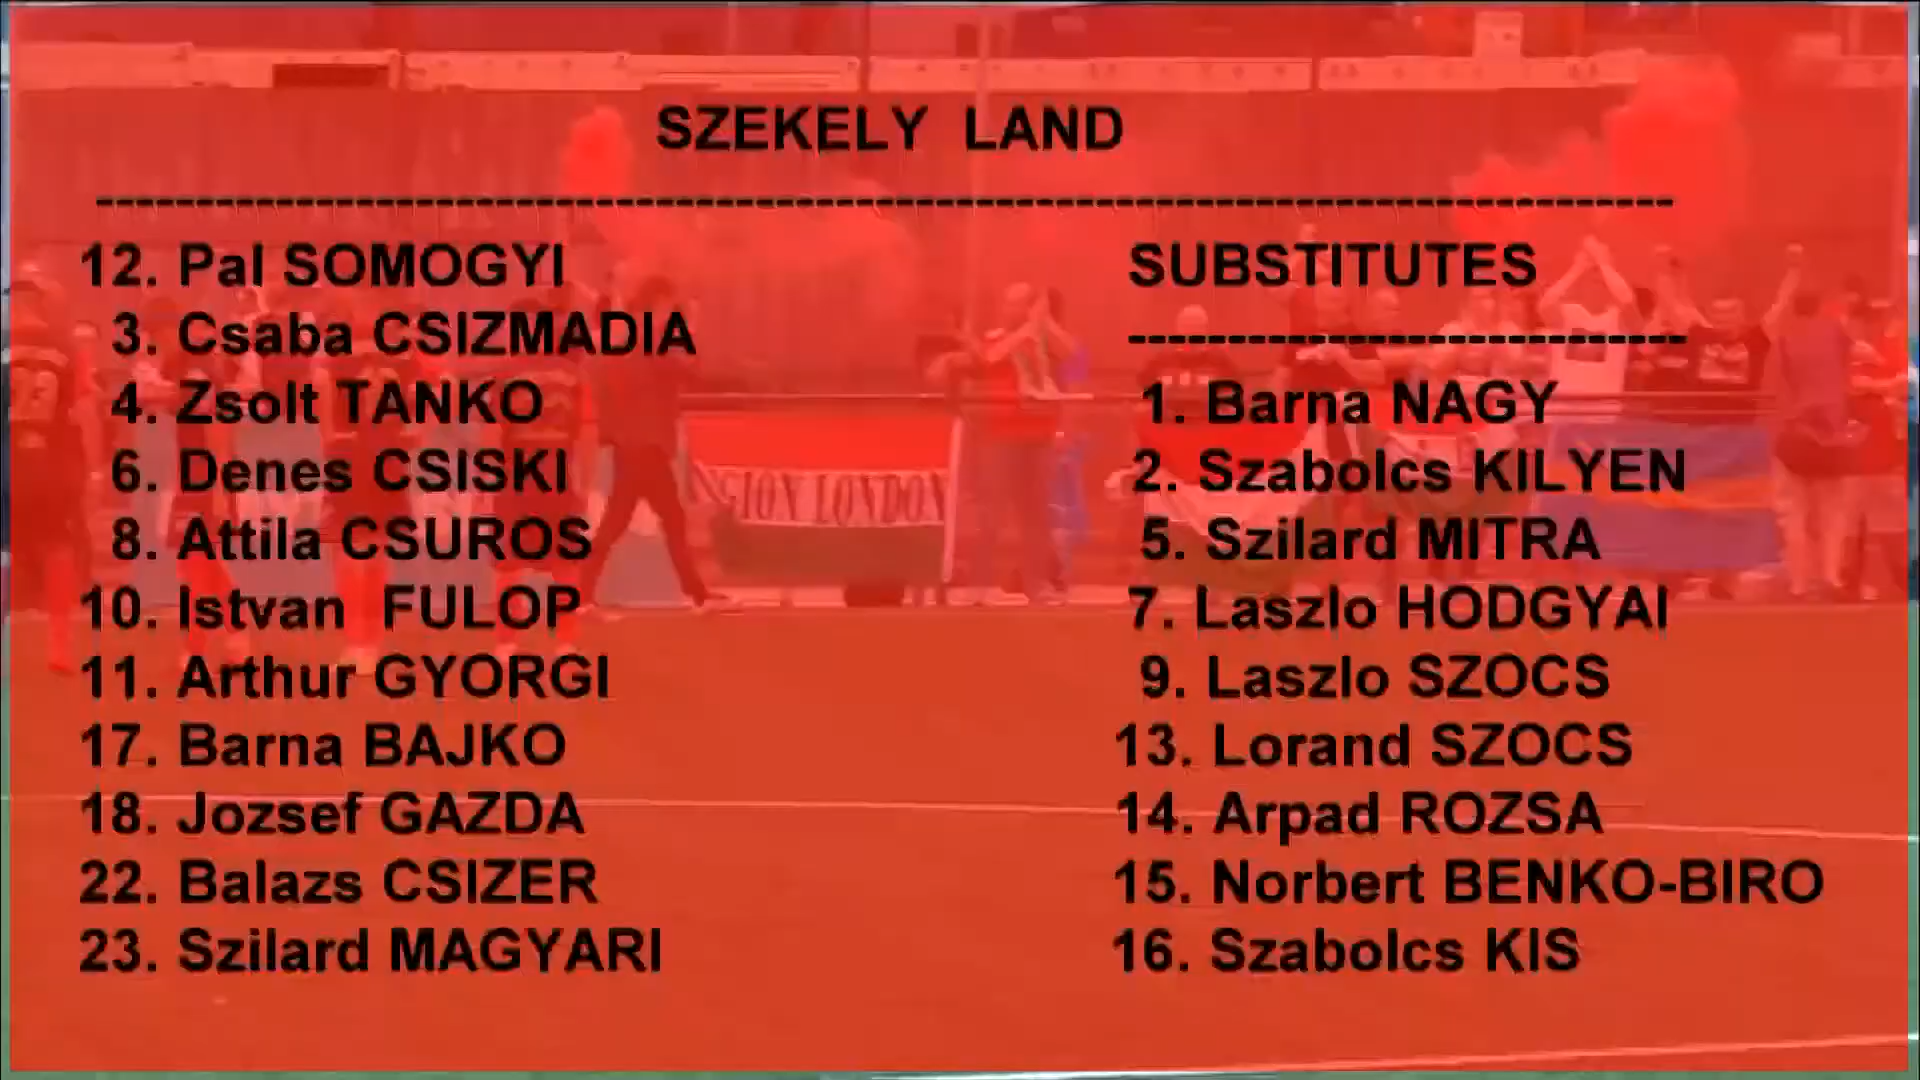 SZEKELY LAND
--------------------------------------------------------------------------------
12. Pal SOMOGYI
3. Csaba CSIZMADIA
4. Zsolt TANKO
6. Denes CSISKI
8. Attila CSUROS
10. Istvan FULOP
11. Arthur GYORGI
17. Barna BAJKO
18. Jozsef GAZDA
22. Balazs CSIZER
23. Szilard MAGYARI
SUBSTITUTES
----------------------------
1. Barna NAGY
2. Szabolcs KILYEN
5. Szilard MITRA
7. Laszlo HODGYAI
9. Laszlo SZOCS
13. Lorand SZOCS
14. Arpad ROZSA
15. Norbert BENKO-BIRO
16. Szabolcs KIS
LONDON